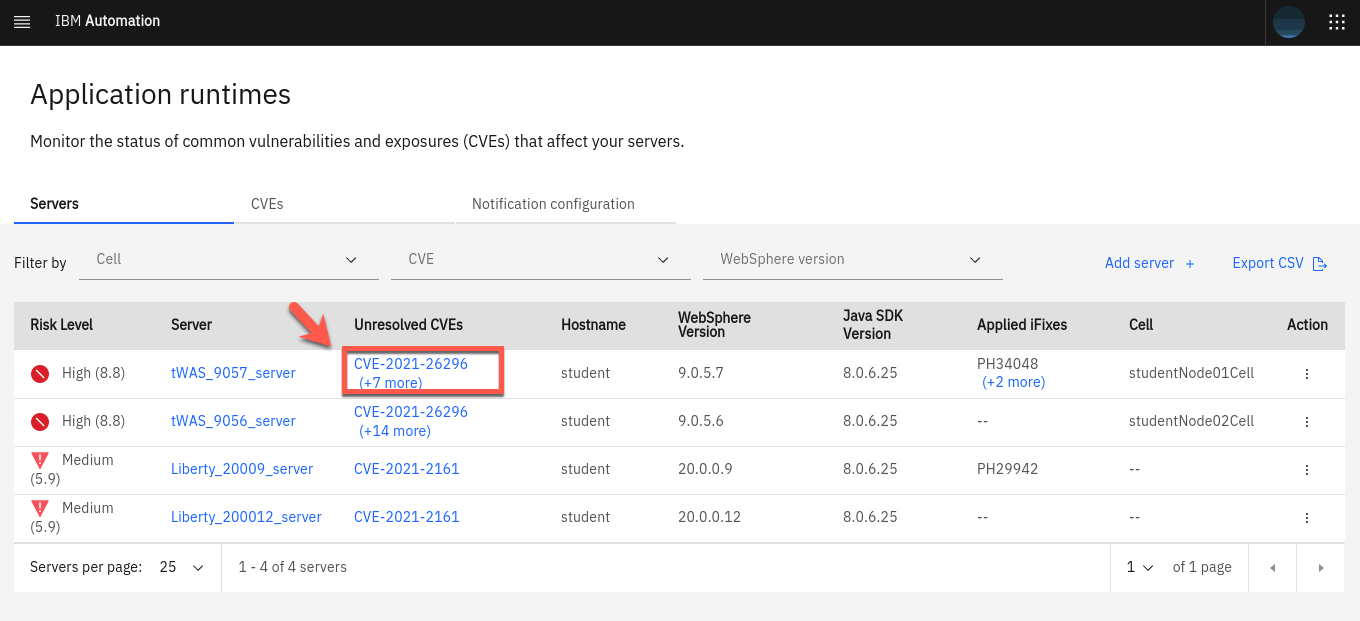 IBM Automation
Application runtimes
Monitor the status of common vulnerabilities and exposures (CVEs) that affect your servers.
Servers CVEs Notification configuration
Filter by Cell CVE WebSphere version Add server + Export CSV
Risk Level Server Unresolved CVEs Hostname WebSphere Version Java SDK Version Applied iFixes Cell Action
High (8.8) tWAS_9057_server CVE-2021-26296 (+7 more) student 9.0.5.7 8.0.6.25 PH34048 (+2 more) studentNode01Cell
High (8.8) tWAS_9056_server CVE-2021-26296 (+14 more) student 9.0.5.6 8.0.6.25 -- studentNode02Cell
Medium (5.9) Liberty_20009_server CVE-2021-2161 student 20.0.0.9 8.0.6.25 PH29942 --
Medium (5.9) Liberty_200012_server CVE-2021-2161 student 20.0.0.12 8.0.6.25 -- --
Servers per page: 25 1 - 4 of 4 servers 1 of 1 page